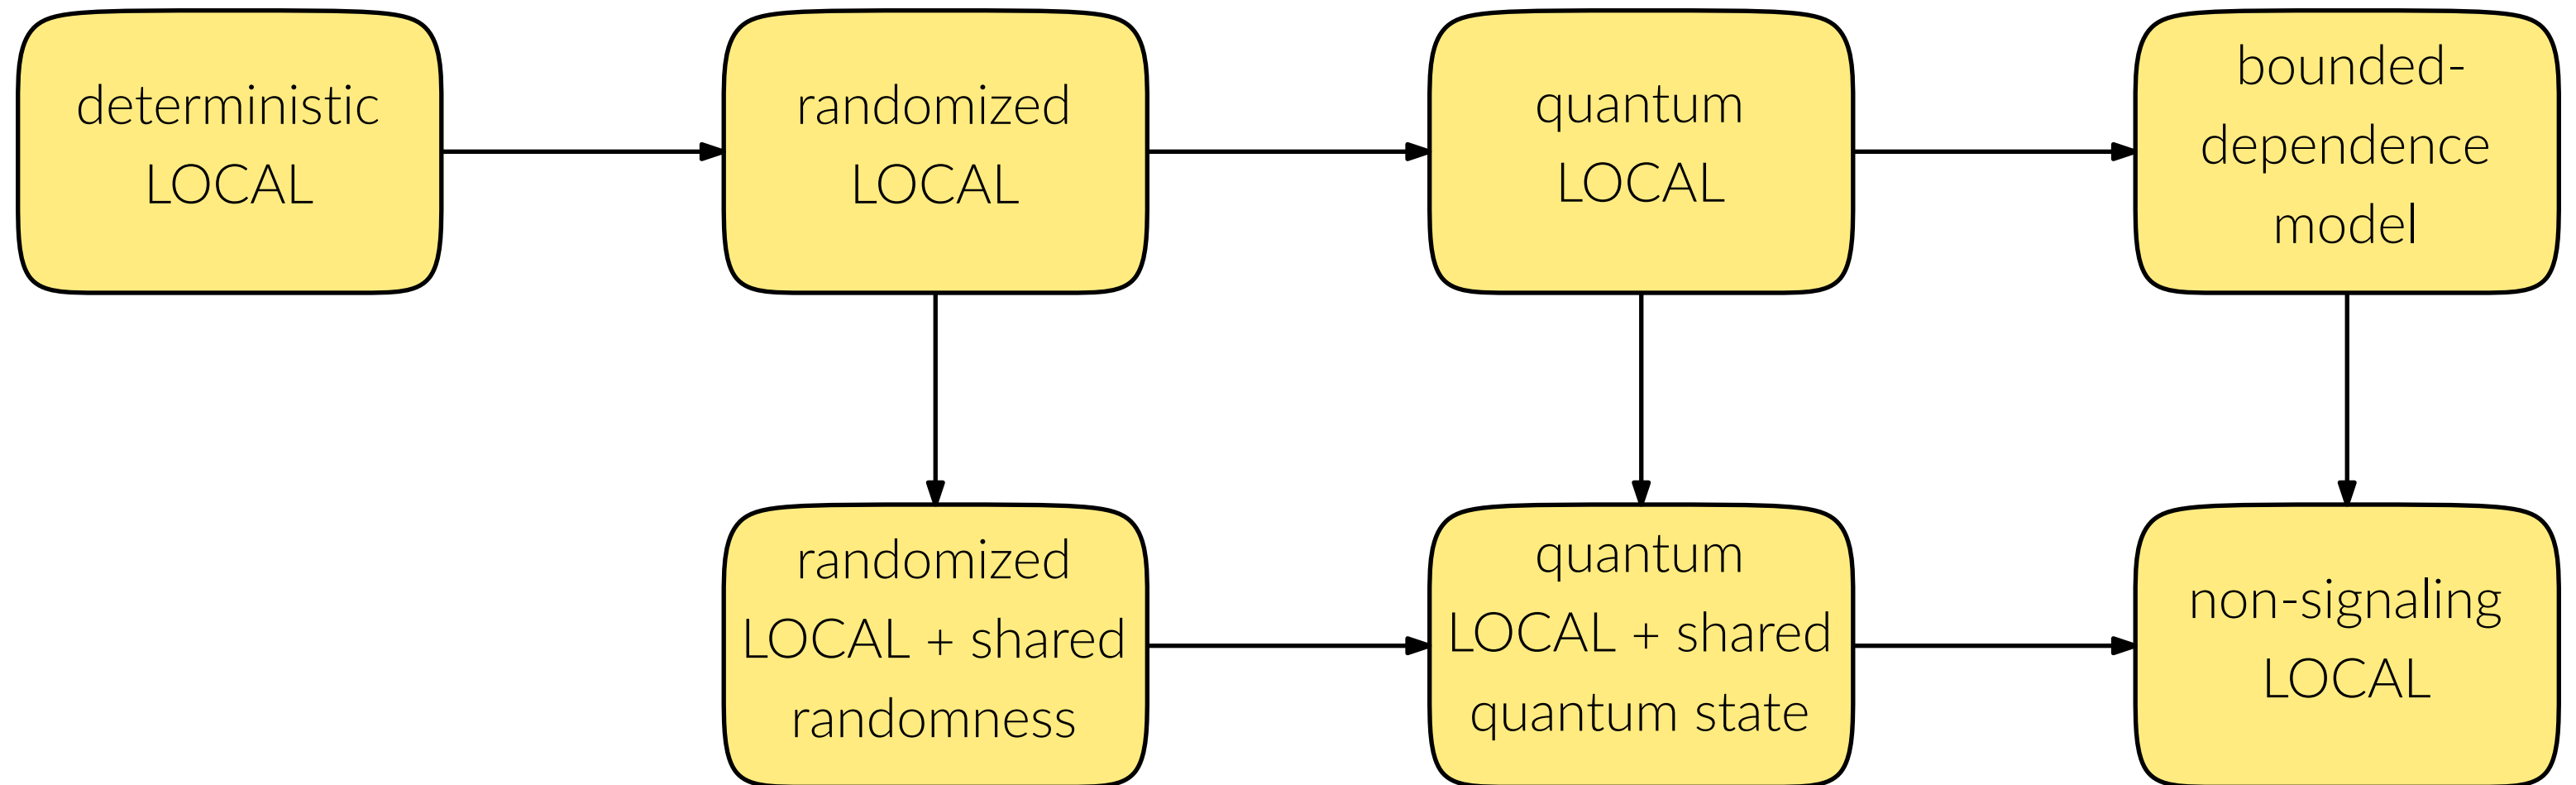 deterministic
LOCAL
randomized
LOCAL
quantum
LOCAL
bounded-
dependence
model
randomized
LOCAL + shared
randomness
quantum
LOCAL + shared
quantum state
non-signaling
LOCAL